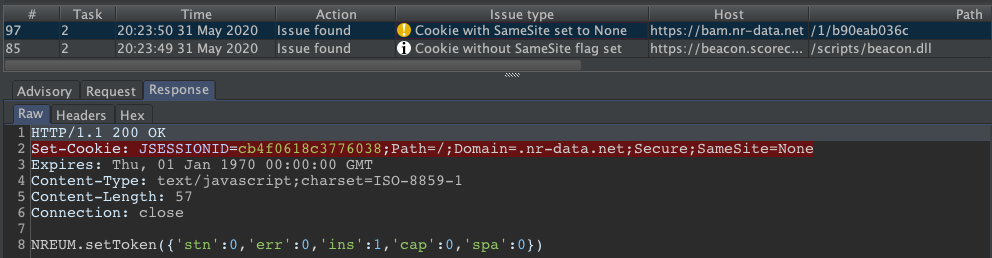 # Task Time Action Issue type Host Path
97 2 20:23:50 31 May 2020 Issue found ! Cookie with SameSite set to None https://bam.nr-data.net /1/b90eab036c
85 2 20:23:49 31 May 2020 Issue found i Cookie without SameSite flag set https://beacon.scorec... /scripts/beacon.dll
Advisory Request Response
Raw Headers Hex
1 HTTP/1.1 200 OK
2 Set-Cookie: JSESSIONID=cb4f0618c3776038;Path=/;Domain=.nr-data.net;Secure;SameSite=None
3 Expires: Thu, 01 Jan 1970 00:00:00 GMT
4 Content-Type: text/javascript;charset=ISO-8859-1
5 Content-Length: 57
6 Connection: close
7
8 NREUM.setToken({'stn':0,'err':0,'ins':1,'cap':0,'spa':0})